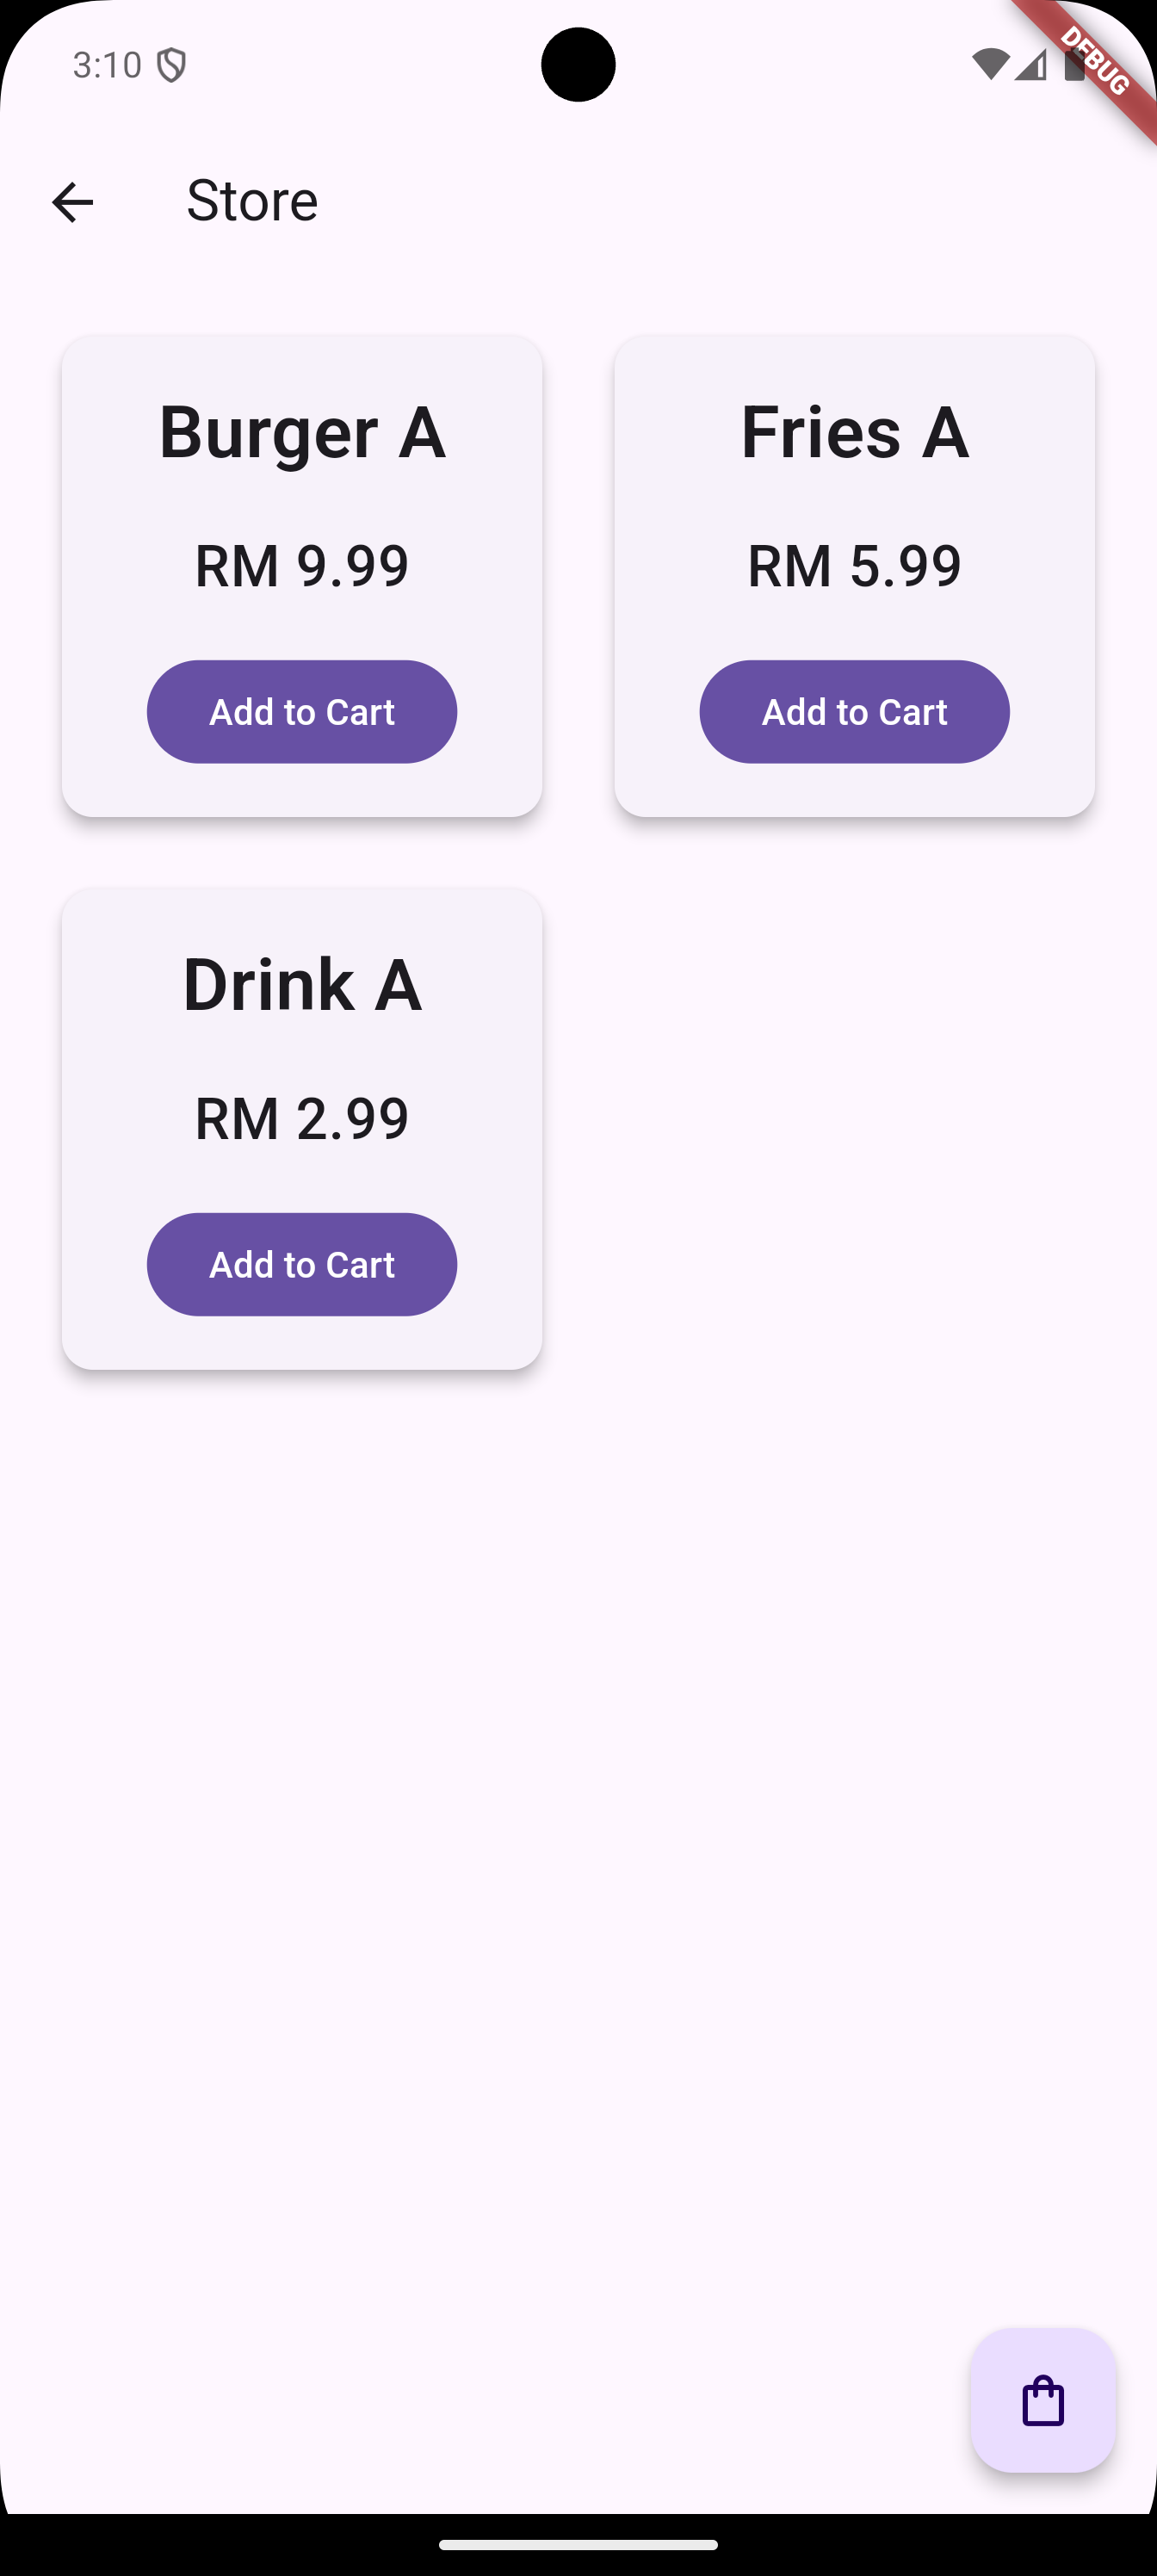 3:10
DEBUG
Store
Burger A
RM 9.99
Add to Cart
Fries A
RM 5.99
Add to Cart
Drink A
RM 2.99
Add to Cart